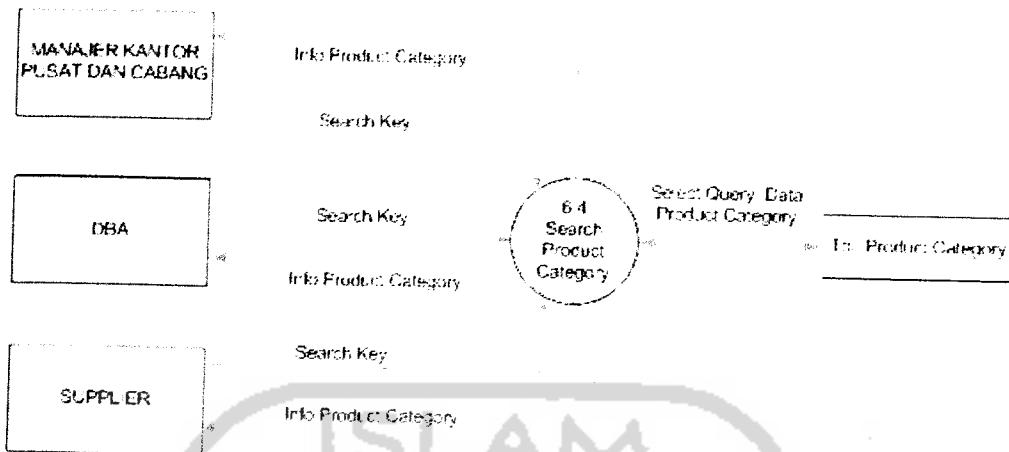 MANAJER KANTOR
PUSAT DAN CABANG
Info Product Category
Search Key
DBA
Search Key
Info Product Category
6.4
Search
Product
Category
Select Query Data
Product Category
Product Category
SUPPLIER
Search Key
Info Product Category
ISLAM